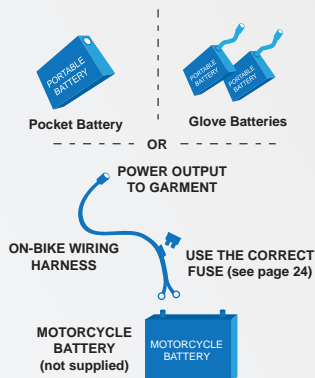 PORTABLE
BATTERY
Pocket Battery
PORTABLE
BATTERY
PORTABLE
BATTERY
Glove Batteries
OR
POWER OUTPUT
TO GARMENT
ON-BIKE WIRING
HARNESS
USE THE CORRECT
FUSE (see page 24)
MOTORCYCLE
BATTERY
(not supplied)
MOTORCYCLE
BATTERY